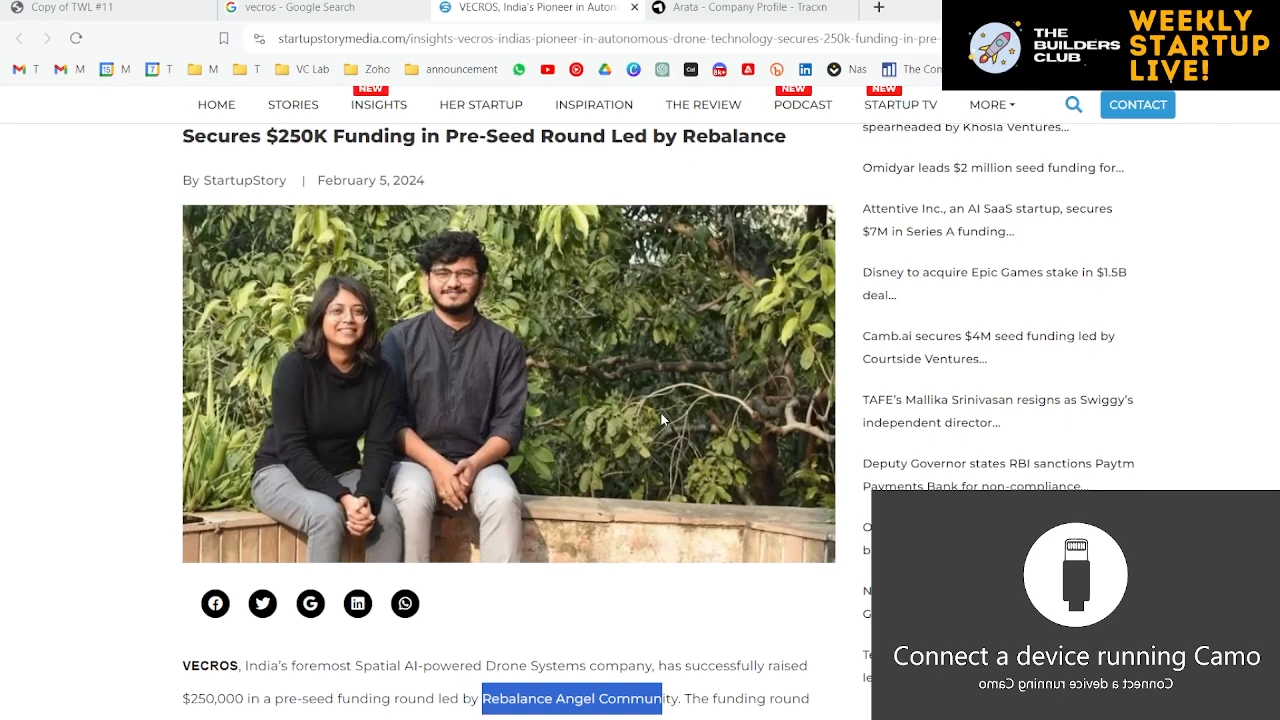 Copy of TWL #11
vecros - Google Search
VECROS, India's Pioneer in Auton
Arata - Company Profile - Tracxn
startupstorymedia.com/insights-vecros-indias-pioneer-in-autonomous-drone-technology-secures-250k-funding-in-pre-
THE
BUILDERS
CLUB
WEEKLY
STARTUP
LIVE!
T
M
M
T
M
T
VC Lab
Zoho
announcement
Nas
The Com
HOME
STORIES
NEW
INSIGHTS
HER STARTUP
INSPIRATION
THE REVIEW
NEW
PODCAST
NEW
STARTUP TV
MORE
CONTACT
Secures $250K Funding in Pre-Seed Round Led by Rebalance
By StartupStory | February 5, 2024
spearheaded by Khosla Ventures...
Omidyar leads $2 million seed funding for...
Attentive Inc., an AI SaaS startup, secures
$7M in Series A funding...
Disney to acquire Epic Games stake in $1.5B
deal...
Camb.ai secures $4M seed funding led by
Courtside Ventures...
TAFE's Mallika Srinivasan resigns as Swiggy's
independent director...
Deputy Governor states RBI sanctions Paytm
Payments Bank for non-compliance...
Connect a device running Camo
Connect a device running Camo
VECROS, India's foremost Spatial AI-powered Drone Systems company, has successfully raised
$250,000 in a pre-seed funding round led by Rebalance Angel Community. The funding round